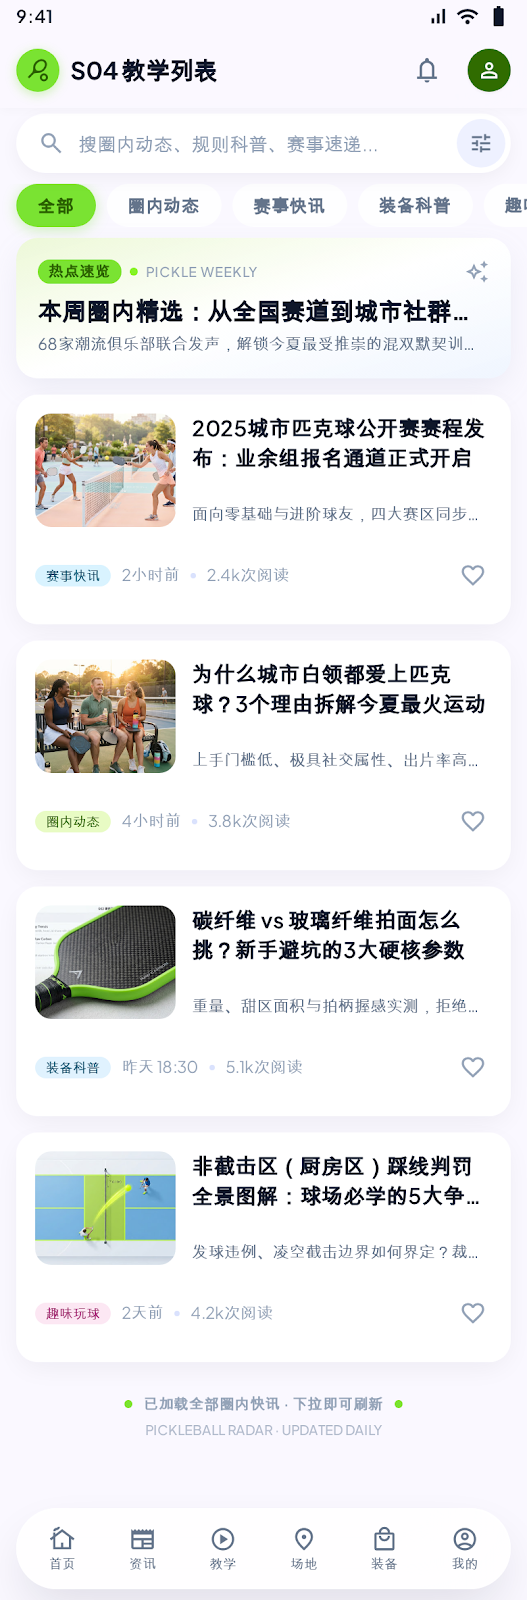 9:41
S04教学列表
搜圈内动态、规则科普、赛事速递...
全部
圈内动态
赛事快讯
装备科普
热点速览
PICKLE WEEKLY
本周圈内精选：从全国赛道到城市社群...
68家潮流俱乐部联合发声，解锁今夏最受推崇的混双默契训...
2025城市匹克球公开赛赛程发
布：业余组报名通道正式开启
面向零基础与进阶球友，四大赛区同步...
赛事快讯
2小时前
2.4k次阅读
为什么城市白领都爱上匹克
球？3个理由拆解今夏最火运动
上手门槛低、极具社交属性、出片率高...
圈内动态
4小时前
3.8k次阅读
碳纤维 vs 玻璃纤维拍面怎么
挑？新手避坑的3大硬核参数
重量、甜区面积与拍柄握感实测，拒绝...
装备科普
昨天 18:30
5.1k次阅读
非截击区（厨房区）踩线判罚
全景图解：球场必学的5大争...
发球违例、凌空截击边界如何界定？裁...
趣味玩球
2天前
4.2k次阅读
已加载全部圈内快讯 · 下拉即可刷新
PICKLEBALL RADAR · UPDATED DAILY
首页
资讯
教学
场地
装备
我的